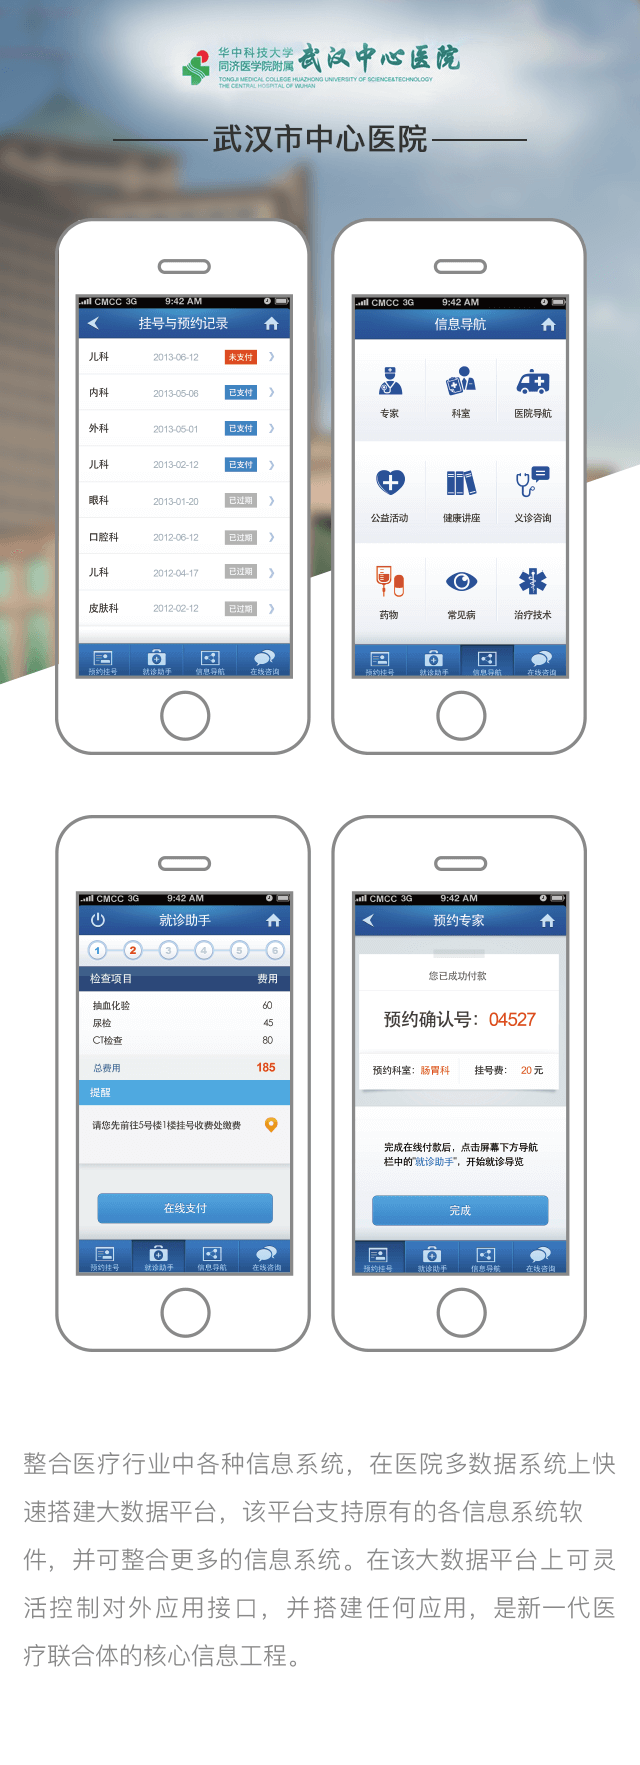 华中科技大学
同济医学院附属
武汉中心医院
TONGJI MEDICAL COLLEGE HUAZHONG UNIVERSITY OF SCIENCE&TECHNOLOGY
THE CENTRAL HOSPITAL OF WUHAN
武汉市中心医院
CMCC 3G 9:42 AM
挂号与预约记录
儿科 2013-06-12 未支付
内科 2013-05-06 已支付
外科 2013-05-01 已支付
儿科 2013-02-12 已支付
眼科 2013-01-20 已过期
口腔科 2012-06-12 已过期
儿科 2012-04-17 已过期
皮肤科 2012-02-12 已过期
预约挂号 就诊助手 信息导航 在线咨询
CMCC 3G 9:42 AM
信息导航
专家 科室 医院导航
公益活动 健康讲座 义诊咨询
药物 常见病 治疗技术
预约挂号 就诊助手 信息导航 在线咨询
CMCC 3G 9:42 AM
就诊助手
1 2 3 4 5 6
检查项目 费用
抽血化验 60
尿检 45
CT检查 80
总费用 185
提醒
请您先前往5号楼1楼挂号收费处缴费
在线支付
预约挂号 就诊助手 信息导航 在线咨询
CMCC 3G 9:42 AM
预约专家
您已成功付款
预约确认号：04527
预约科室：肠胃科 挂号费： 20 元
完成在线付款后，点击屏幕下方导航
栏中的"就诊助手"，开始就诊导览
完成
预约挂号 就诊助手 信息导航 在线咨询
整合医疗行业中各种信息系统，在医院多数据系统上快
速搭建大数据平台，该平台支持原有的各信息系统软
件，并可整合更多的信息系统。在该大数据平台上可灵
活控制对外应用接口，并搭建任何应用，是新一代医
疗联合体的核心信息工程。